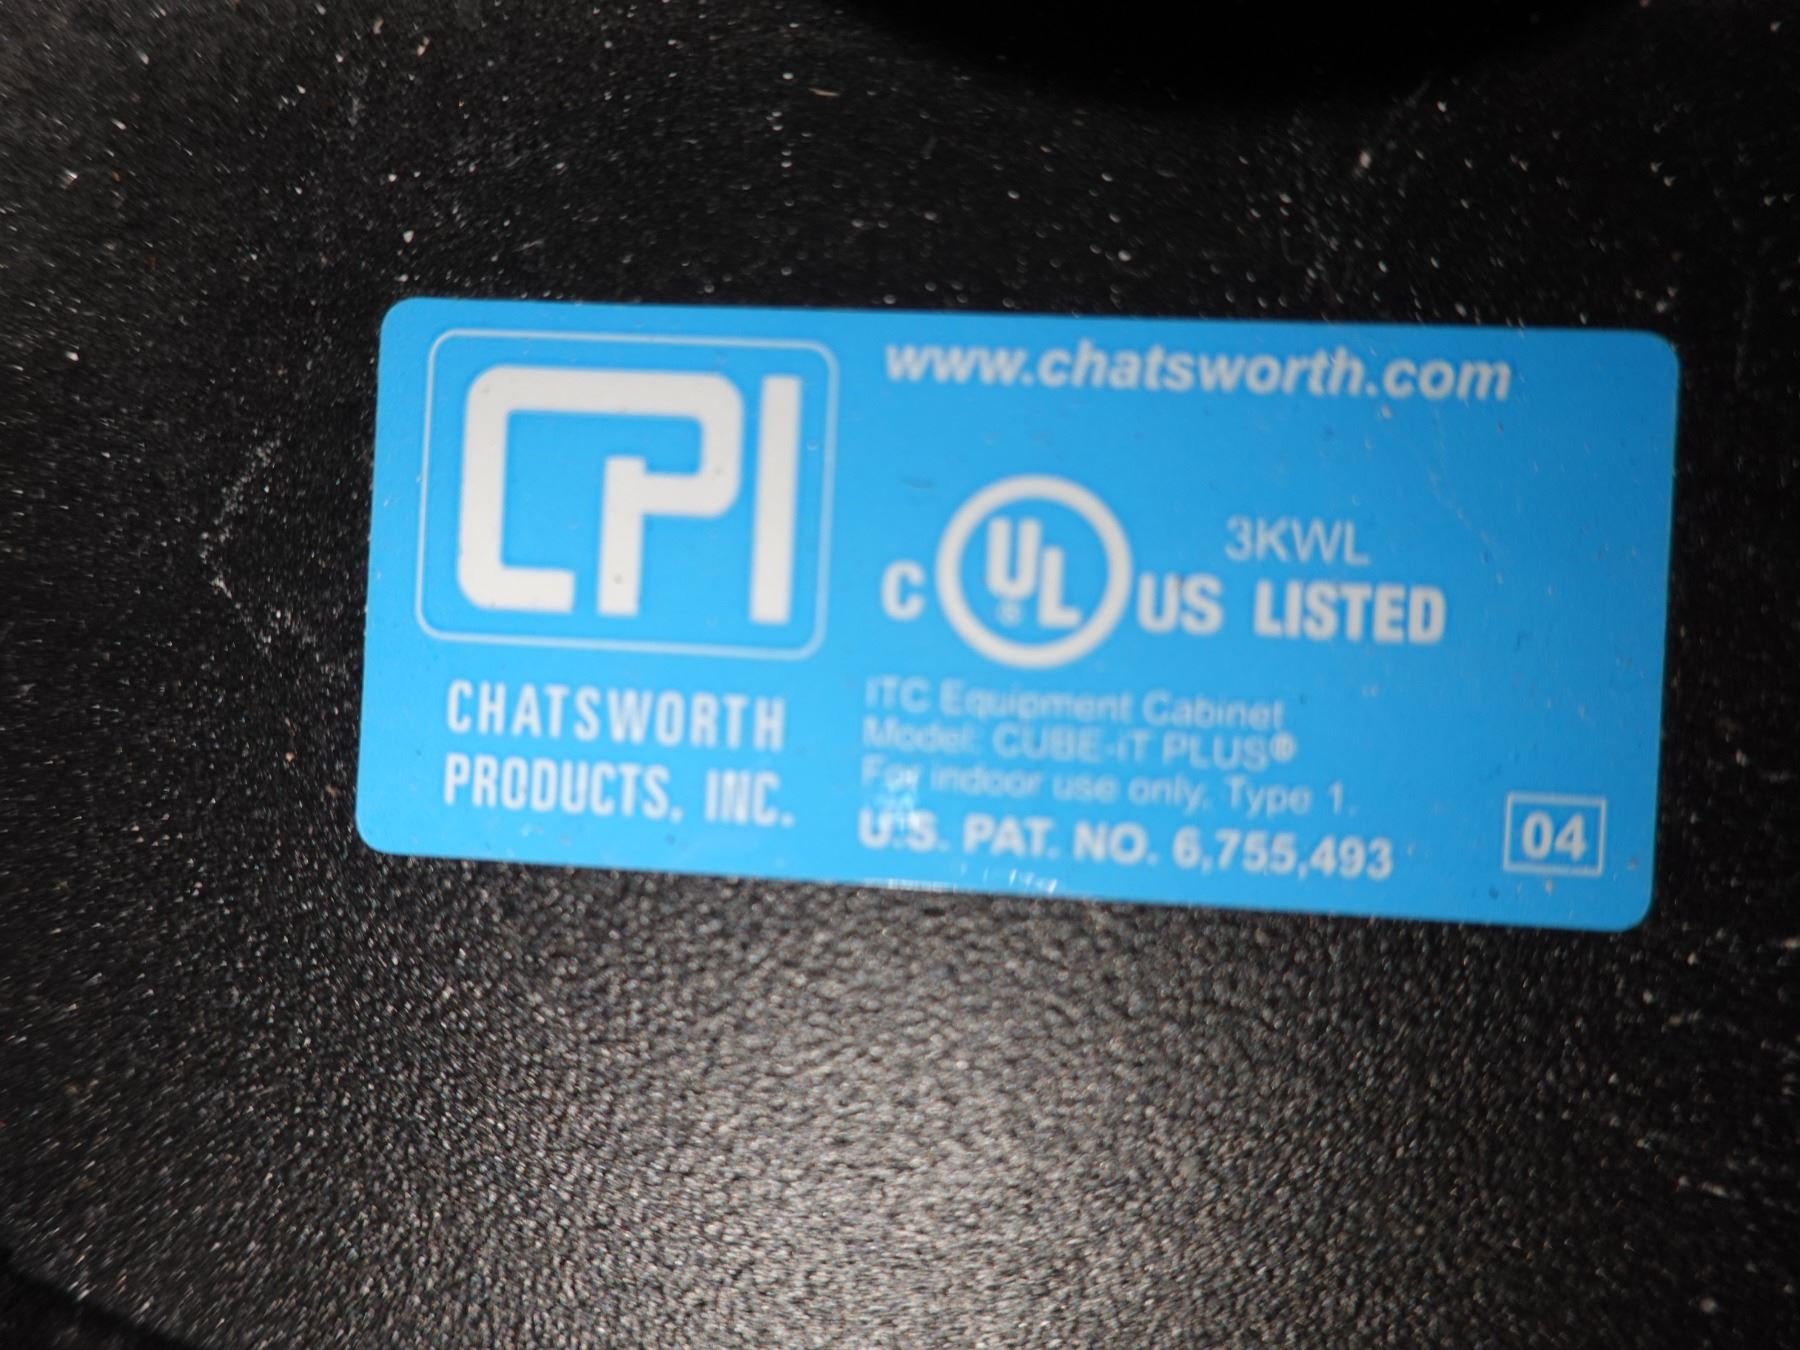 CPI
CHATSWORTH
PRODUCTS, INC.
www.chatsworth.com
C UL US LISTED
3KWL
ITC Equipment Cabinet
Model: CUBE-iT PLUS®
For indoor use only. Type 1.
U.S. PAT. NO. 6,755,493
04